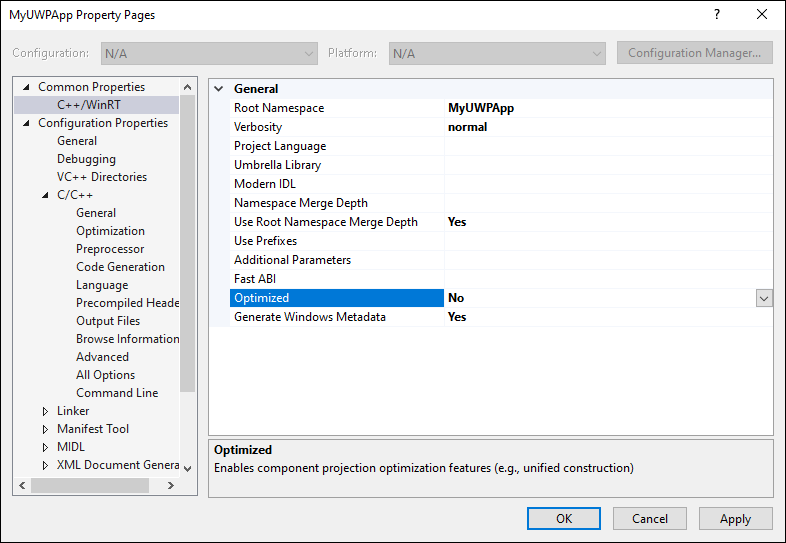 MyUWPApp Property Pages
Configuration: N/A Platform: N/A Configuration Manager...
Common Properties
C++/WinRT
Configuration Properties
General
Debugging
VC++ Directories
C/C++
General
Optimization
Preprocessor
Code Generation
Language
Precompiled Heade
Output Files
Browse Information
Advanced
All Options
Command Line
Linker
Manifest Tool
MIDL
XML Document Genera
General
Root Namespace MyUWPApp
Verbosity normal
Project Language
Umbrella Library
Modern IDL
Namespace Merge Depth
Use Root Namespace Merge Depth Yes
Use Prefixes
Additional Parameters
Fast ABI
Optimized No
Generate Windows Metadata Yes
Optimized
Enables component projection optimization features (e.g., unified construction)
OK Cancel Apply